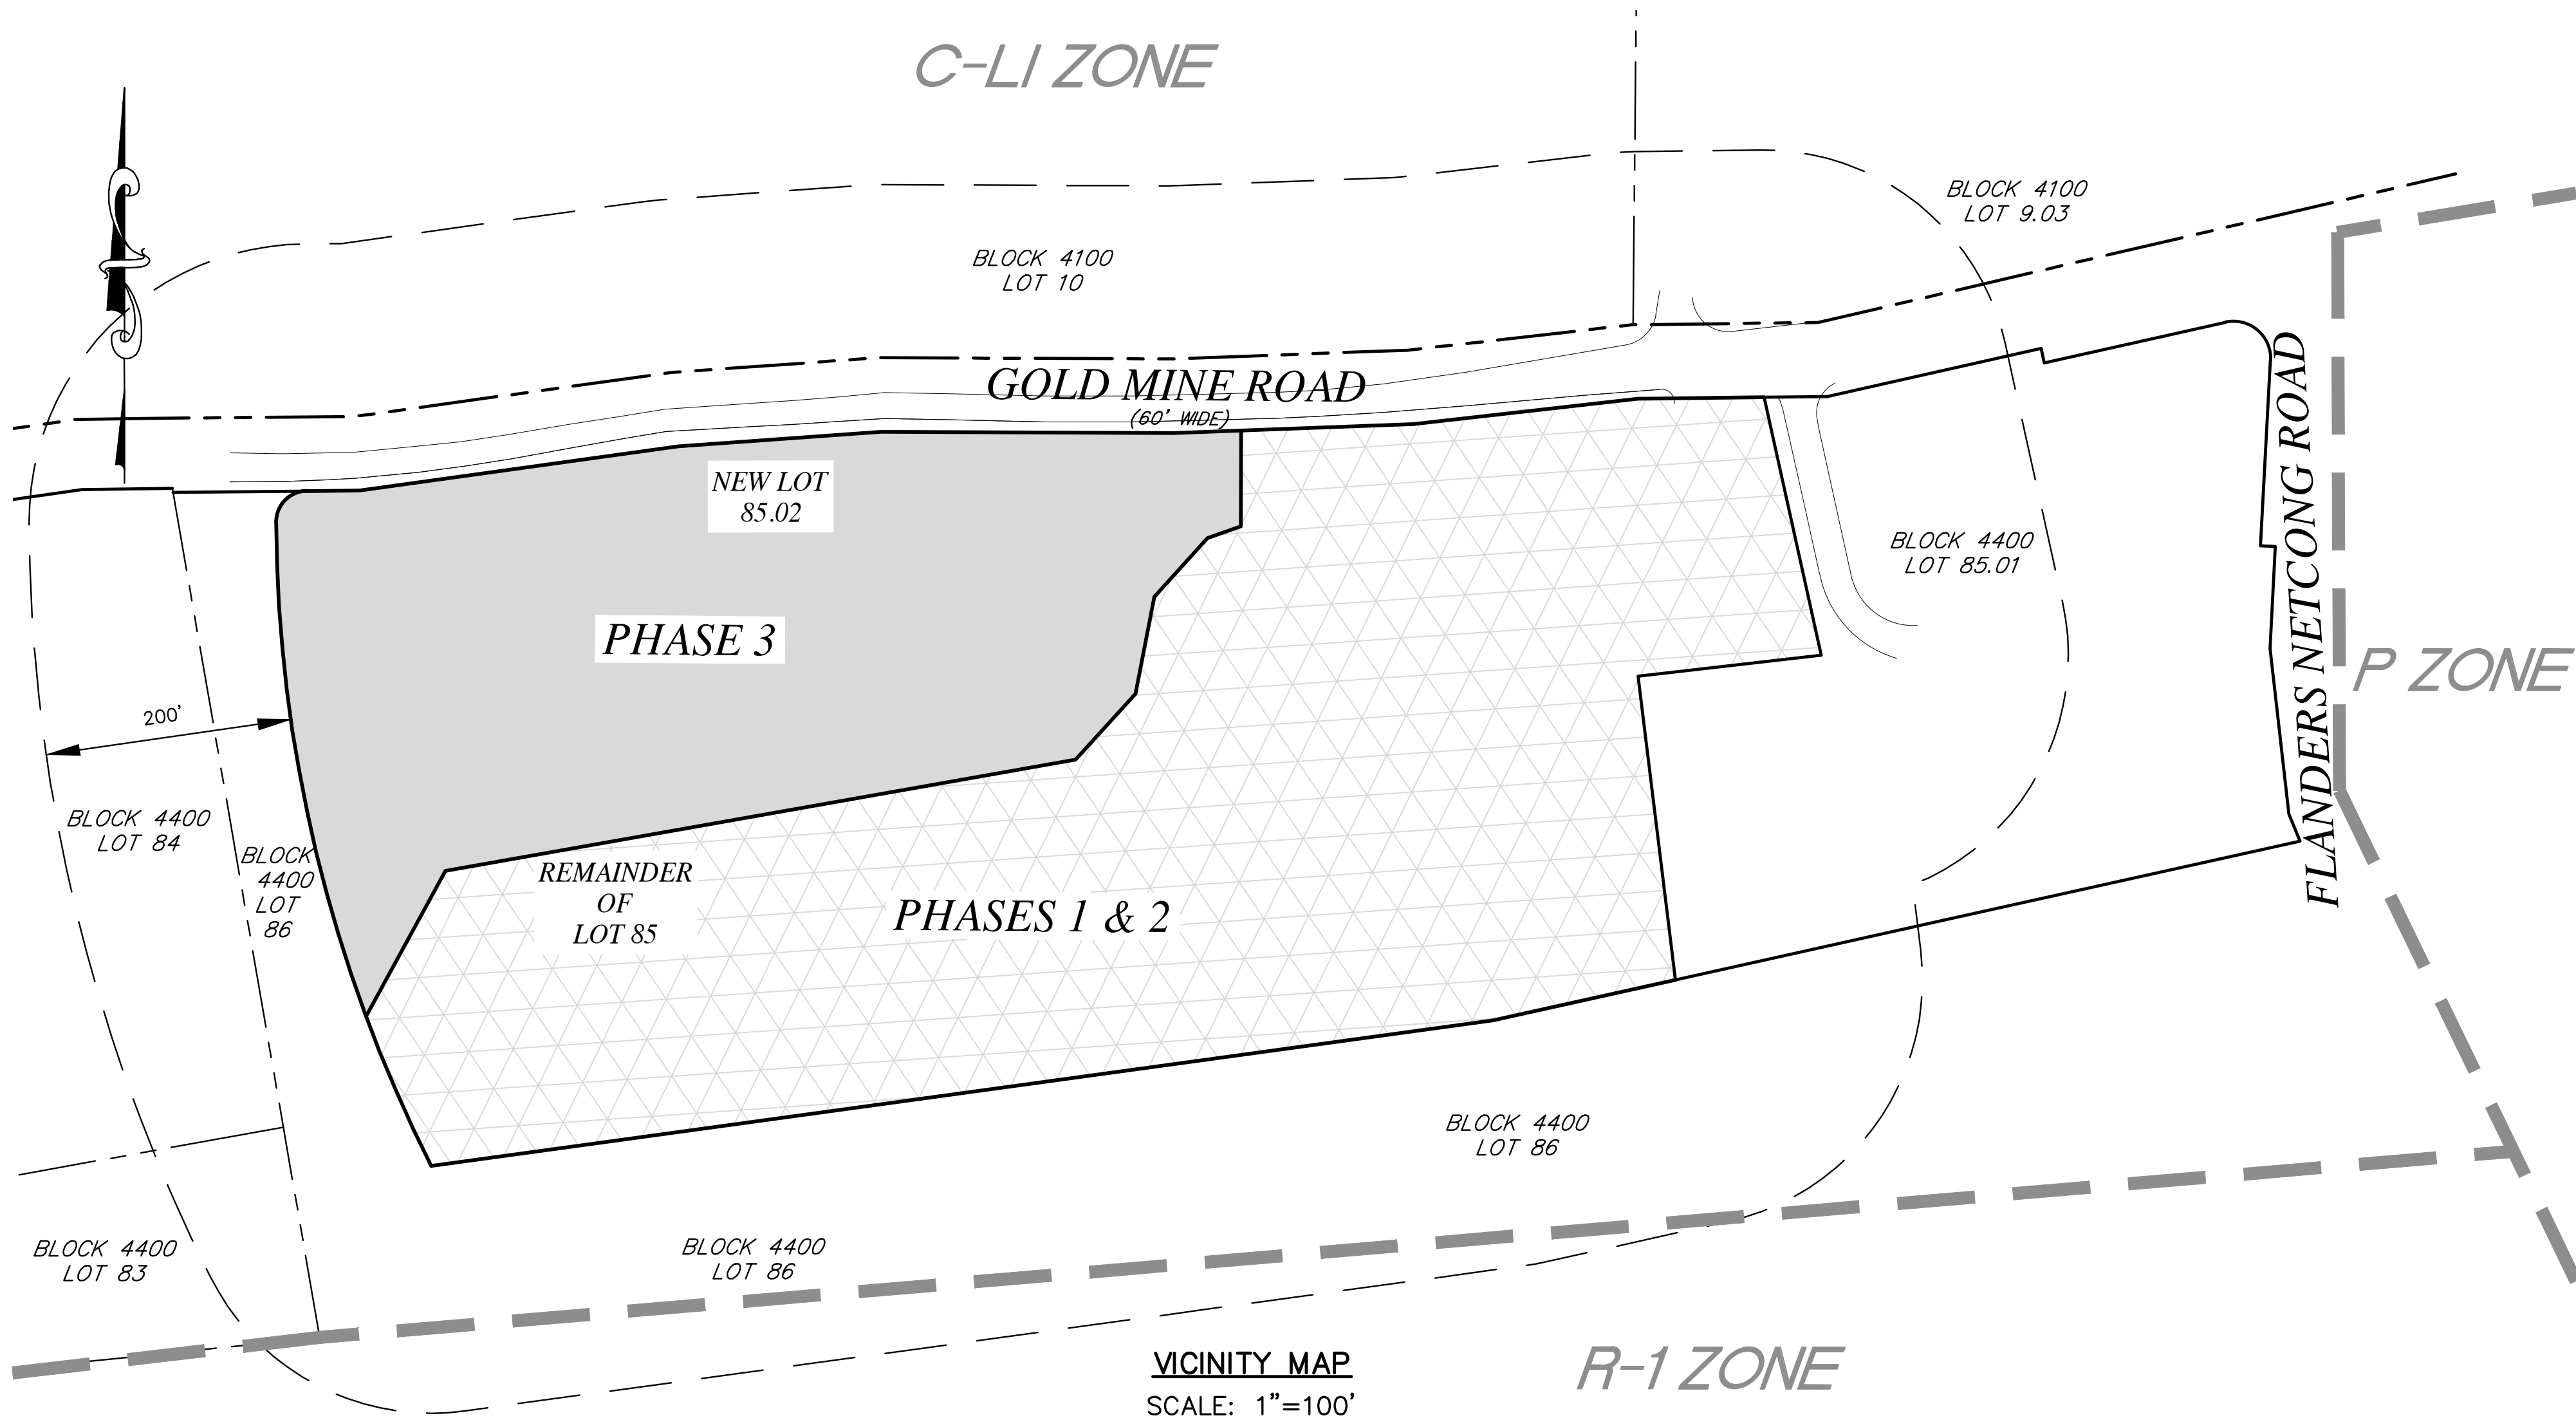 C-LI ZONE
BLOCK 4100
LOT 9.03
BLOCK 4100
LOT 10
GOLD MINE ROAD
(60' WIDE)
NEW LOT
85.02
PHASE 3
BLOCK 4400
LOT 85.01
FLANDERS NETCONG ROAD
P ZONE
200'
BLOCK 4400
LOT 84
BLOCK
4400
LOT
86
REMAINDER
OF
LOT 85
PHASES 1 & 2
BLOCK 4400
LOT 86
BLOCK 4400
LOT 83
BLOCK 4400
LOT 86
VICINITY MAP
SCALE: 1"=100'
R-1 ZONE